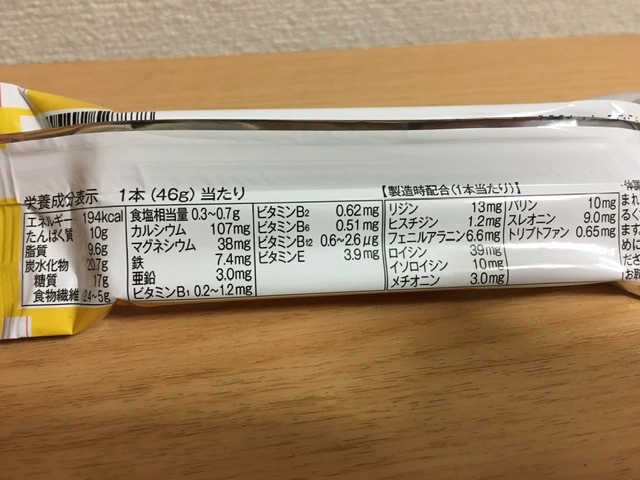 栄養成分表示 1本(46g)当たり
エネルギー 194kcal
たんぱく質 10g
脂質 9.6g
炭水化物 20.7g
糖質 17g
食物繊維 2.4~5g
食塩相当量 0.3~0.7g
カルシウム 107mg
マグネシウム 38mg
鉄 7.4mg
亜鉛 3.0mg
ビタミンB1 0.2~1.2mg
ビタミンB2 0.62mg
ビタミンB6 0.51mg
ビタミンB12 0.6~2.6μg
ビタミンE 3.9mg
【製造時配合(1本当たり)】
リジン 13mg
ヒスチジン 1.2mg
フェニルアラニン 6.6mg
ロイシン 39mg
イソロイシン 10mg
メチオニン 3.0mg
バリン 10mg
スレオニン 9.0mg
トリプトファン 0.65mg